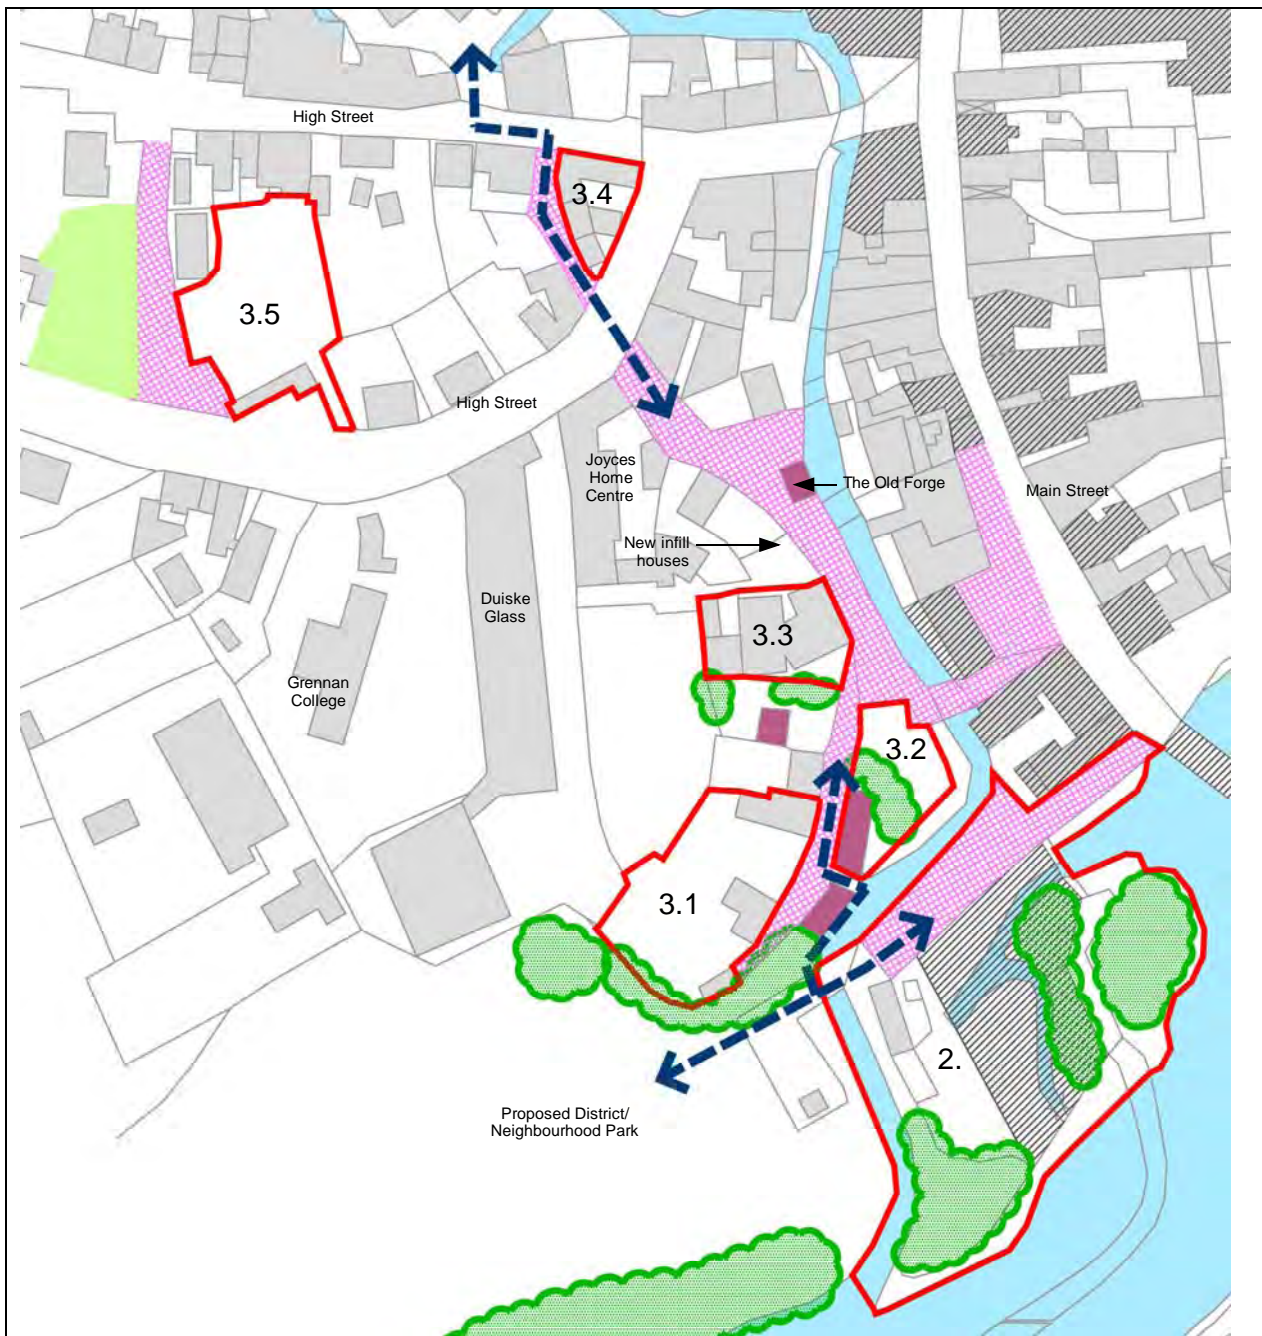 High Street
3.4
3.5
High Street
Joyces
Home
Centre
The Old Forge
Main Street
New infill
houses
Duiske
Glass
3.3
Grennan
College
3.2
3.1
2.
Proposed District/
Neighbourhood Park